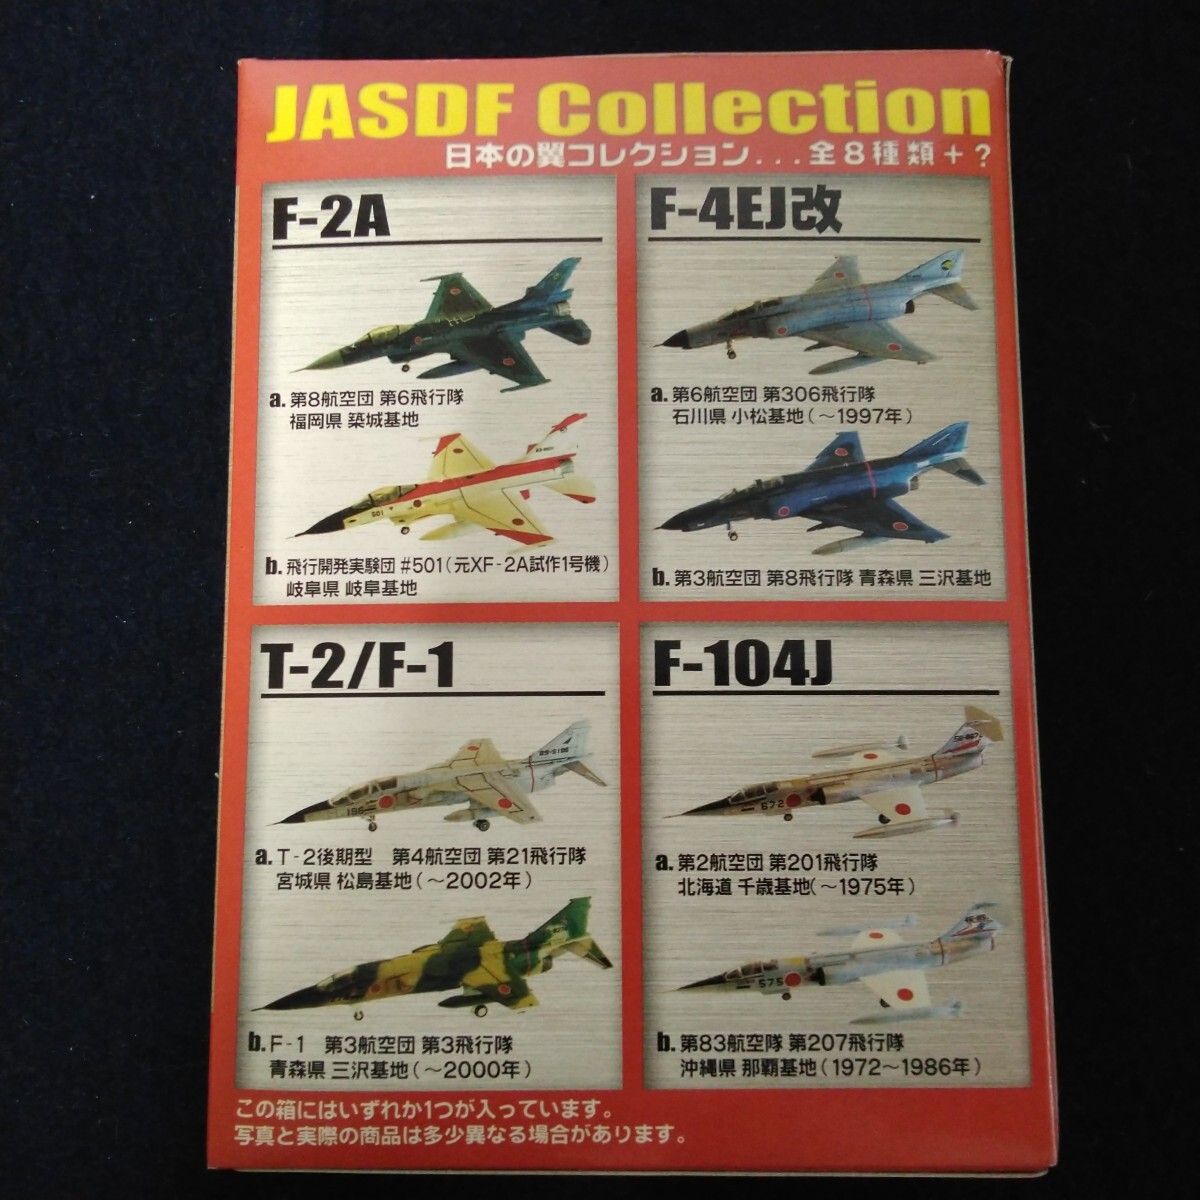 JASDF Collection
日本の翼コレクション...全8種類+?
F-2A
a. 第8航空団 第6飛行隊
福岡県 築城基地
501
b. 飛行開発実験団 #501(元XF-2A試作1号機)
岐阜県 岐阜基地
F-4EJ改
a. 第6航空団 第306飛行隊
石川県 小松基地(〜1997年)
b. 第3航空団 第8飛行隊 青森県 三沢基地
T-2/F-1
a. T-2後期型 第4航空団 第21飛行隊
宮城県 松島基地(〜2002年)
b. F-1 第3航空団 第3飛行隊
青森県 三沢基地(〜2000年)
F-104J
672
a. 第2航空団 第201飛行隊
北海道 千歳基地(〜1975年)
575
b. 第83航空隊 第207飛行隊
沖縄県 那覇基地(1972〜1986年)
この箱にはいずれか1つが入っています。
写真と実際の商品は多少異なる場合があります。